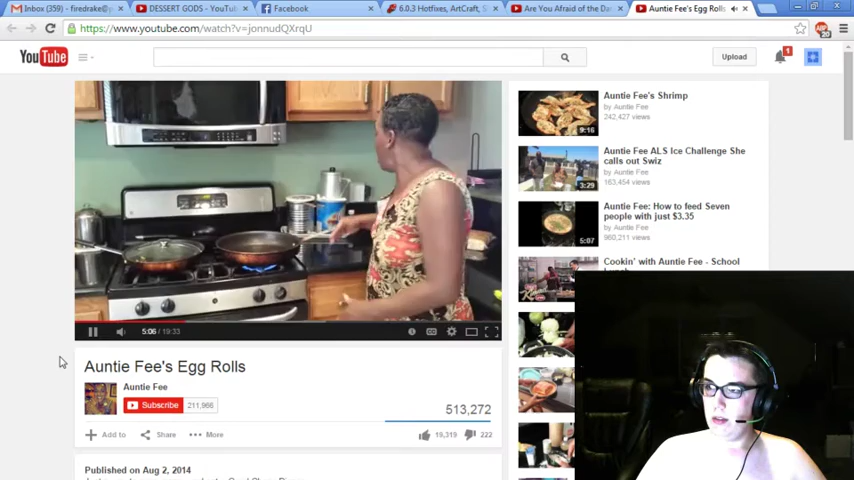 Inbox (359) - firedrake@g
DESSERT GODS - YouTu
Facebook
6.0.3 Hotfixes, ArtCraft, S
Are You Afraid of the Da
Auntie Fee's Egg Rolls
https://www.youtube.com/watch?v=jonnudQXrqU
You Tube
Upload
1
Auntie Fee's Shrimp
by Auntie Fee
242,427 views
9:16
Auntie Fee ALS Ice Challenge She
calls out Swiz
by Auntie Fee
163,454 views
3:29
Auntie Fee: How to feed Seven
people with just $3.35
by Auntie Fee
960,211 views
5:07
Cookin' with Auntie Fee - School
5:06 / 19:33
Auntie Fee's Egg Rolls
Auntie Fee
Subscribe 211,966
513,272
Add to
Share
More
19,319
222
Published on Aug 2, 2014